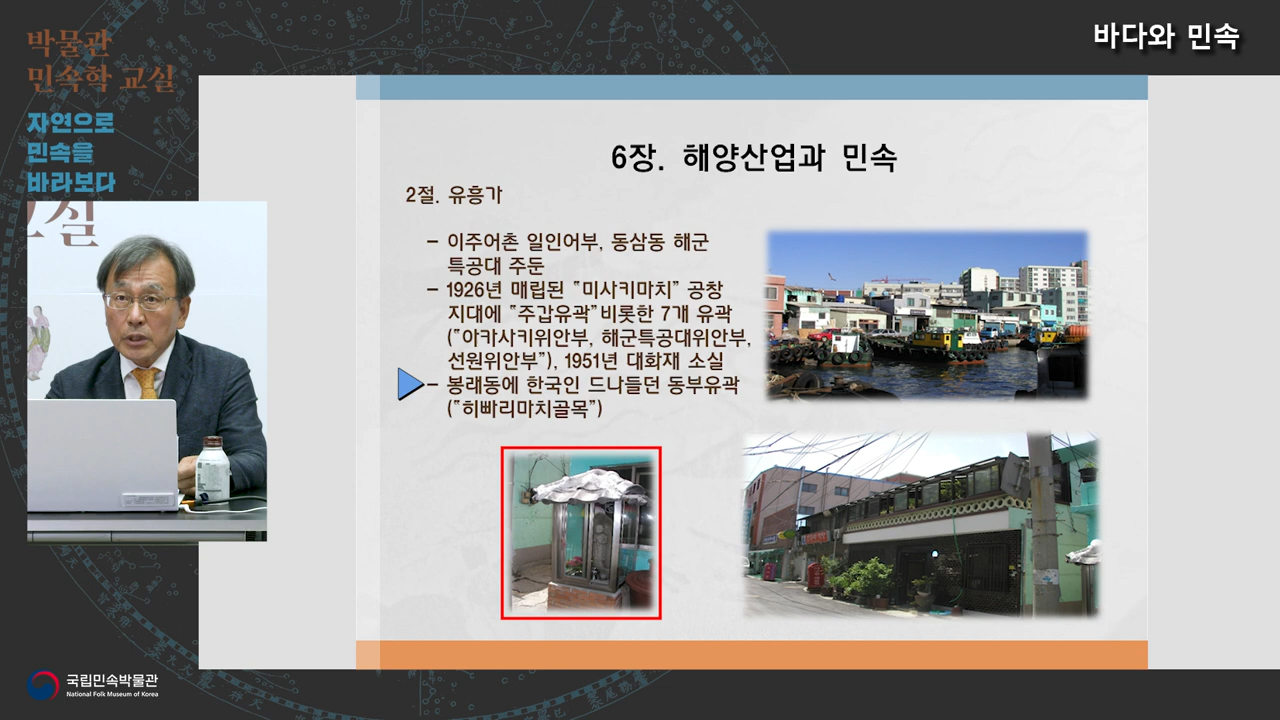 박물관
민속학 교실
자연으로
민속을
바라보다
교실
바다와 민속
6장. 해양산업과 민속
2절. 유흥가
– 이주어촌 일인어부, 동삼동 해군
특공대 주둔
– 1926년 매립된 “미사키마치” 공창
지대에 “주갑유곽”비롯한 7개 유곽
(“아카사키위안부, 해군특공대위안부,
선원위안부”), 1951년 대화재 소실
– 봉래동에 한국인 드나들던 동부유곽
(“히빠리마치골목”)
국립민속박물관
National Folk Museum of Korea